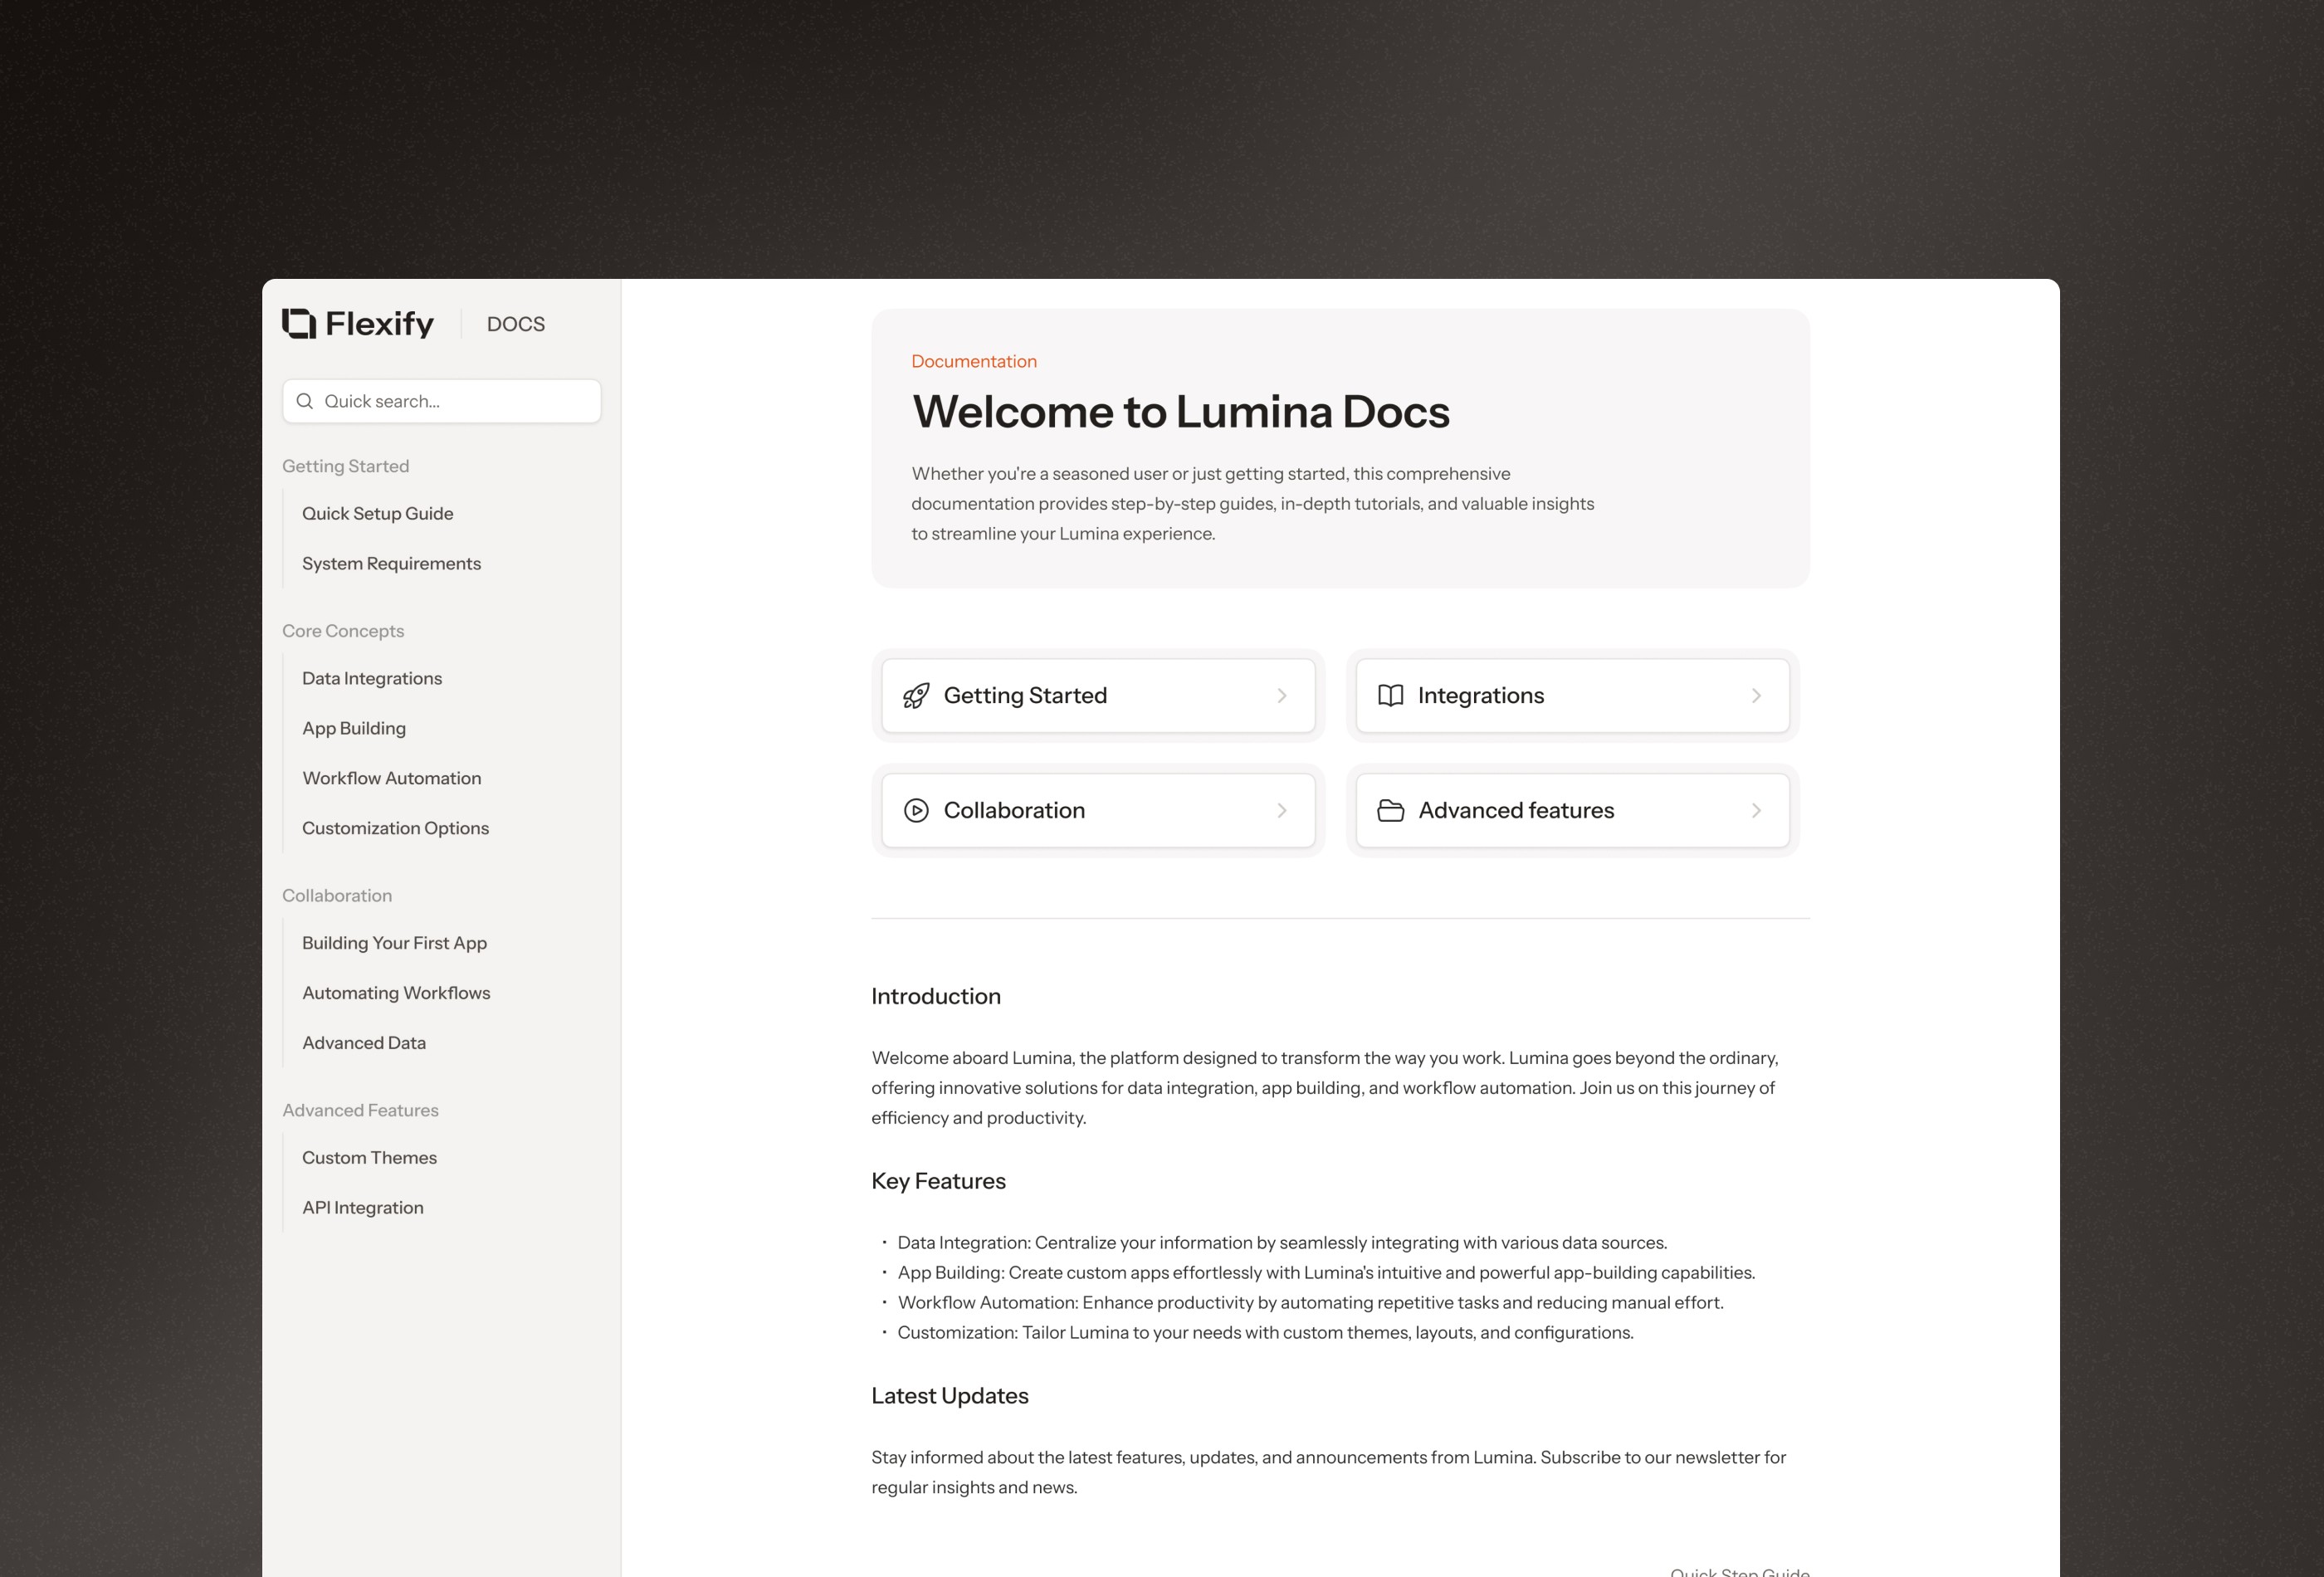 Flexify
DOCS
Quick search...
Getting Started
Quick Setup Guide
System Requirements
Core Concepts
Data Integrations
App Building
Workflow Automation
Customization Options
Collaboration
Building Your First App
Automating Workflows
Advanced Data
Advanced Features
Custom Themes
API Integration
Documentation
Welcome to Lumina Docs
Whether you're a seasoned user or just getting started, this comprehensive
documentation provides step-by-step guides, in-depth tutorials, and valuable insights
to streamline your Lumina experience.
Getting Started
Integrations
Collaboration
Advanced features
Introduction
Welcome aboard Lumina, the platform designed to transform the way you work. Lumina goes beyond the ordinary,
offering innovative solutions for data integration, app building, and workflow automation. Join us on this journey of
efficiency and productivity.
Key Features
• Data Integration: Centralize your information by seamlessly integrating with various data sources.
• App Building: Create custom apps effortlessly with Lumina's intuitive and powerful app-building capabilities.
• Workflow Automation: Enhance productivity by automating repetitive tasks and reducing manual effort.
• Customization: Tailor Lumina to your needs with custom themes, layouts, and configurations.
Latest Updates
Stay informed about the latest features, updates, and announcements from Lumina. Subscribe to our newsletter for
regular insights and news.
Quick Step Guide